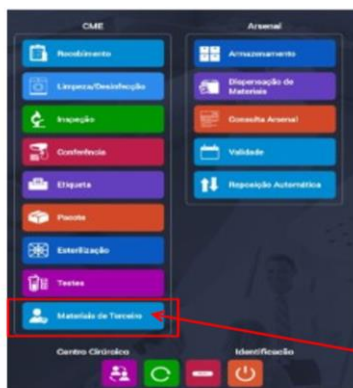 CME
Recebimento
Limpeza/Desinfecção
Inspeção
Conferência
Etiqueta
Pacote
Esterilização
Testes
Materiais de Terceiro
Arsenal
Armazenamento
Dispensação de
Materiais
Consulta Arsenal
Validade
Reposição Automática
Centro Cirúrgico
Identificação